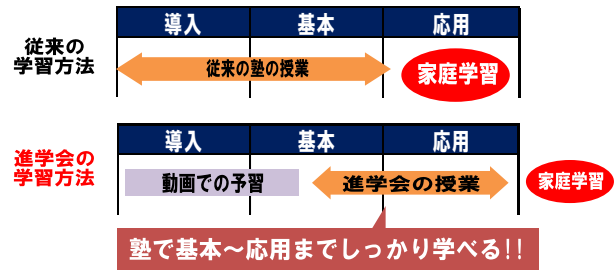 導入 基本 応用
従来の
学習方法
従来の塾の授業
家庭学習
導入 基本 応用
進学会の
学習方法
動画での予習
進学会の授業
家庭学習
塾で基本～応用までしっかり学べる!!